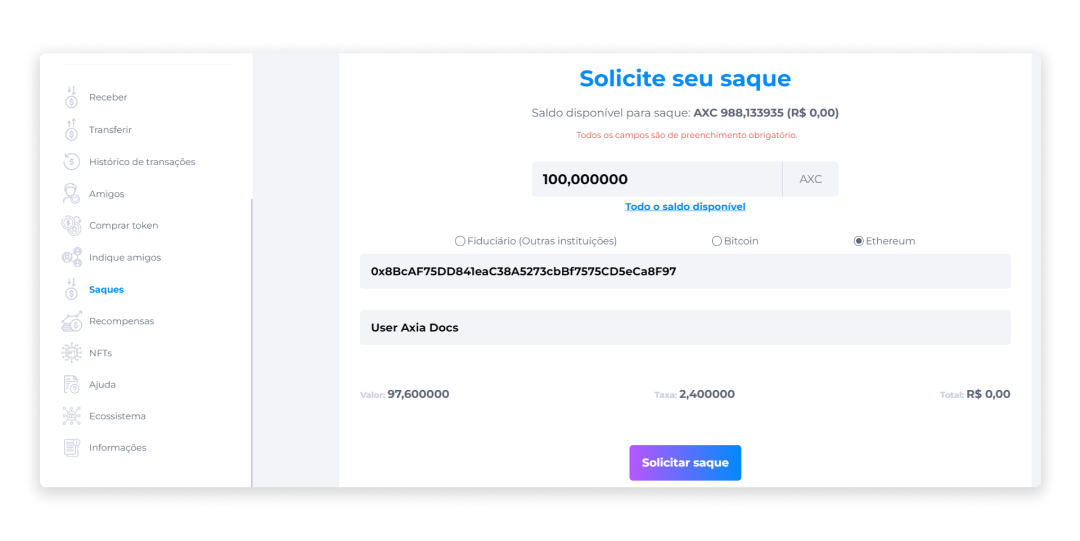 Receber
Transferir
Histórico de transações
Amigos
Comprar token
Indique amigos
Saques
Recompensas
NFTs
Ajuda
Ecossistema
Informações
Solicite seu saque
Saldo disponível para saque: AXC 988,133935 (R$ 0,00)
Todos os campos são de preenchimento obrigatório.
100,000000 AXC
Todo o saldo disponível
Fiduciário (Outras instituições) Bitcoin Ethereum
0x8BcAF75DD841eaC38A5273cbBf7575CD5eCa8F97
User Axia Docs
Valor: 97,600000 Taxa: 2,400000 Total: R$ 0,00
Solicitar saque